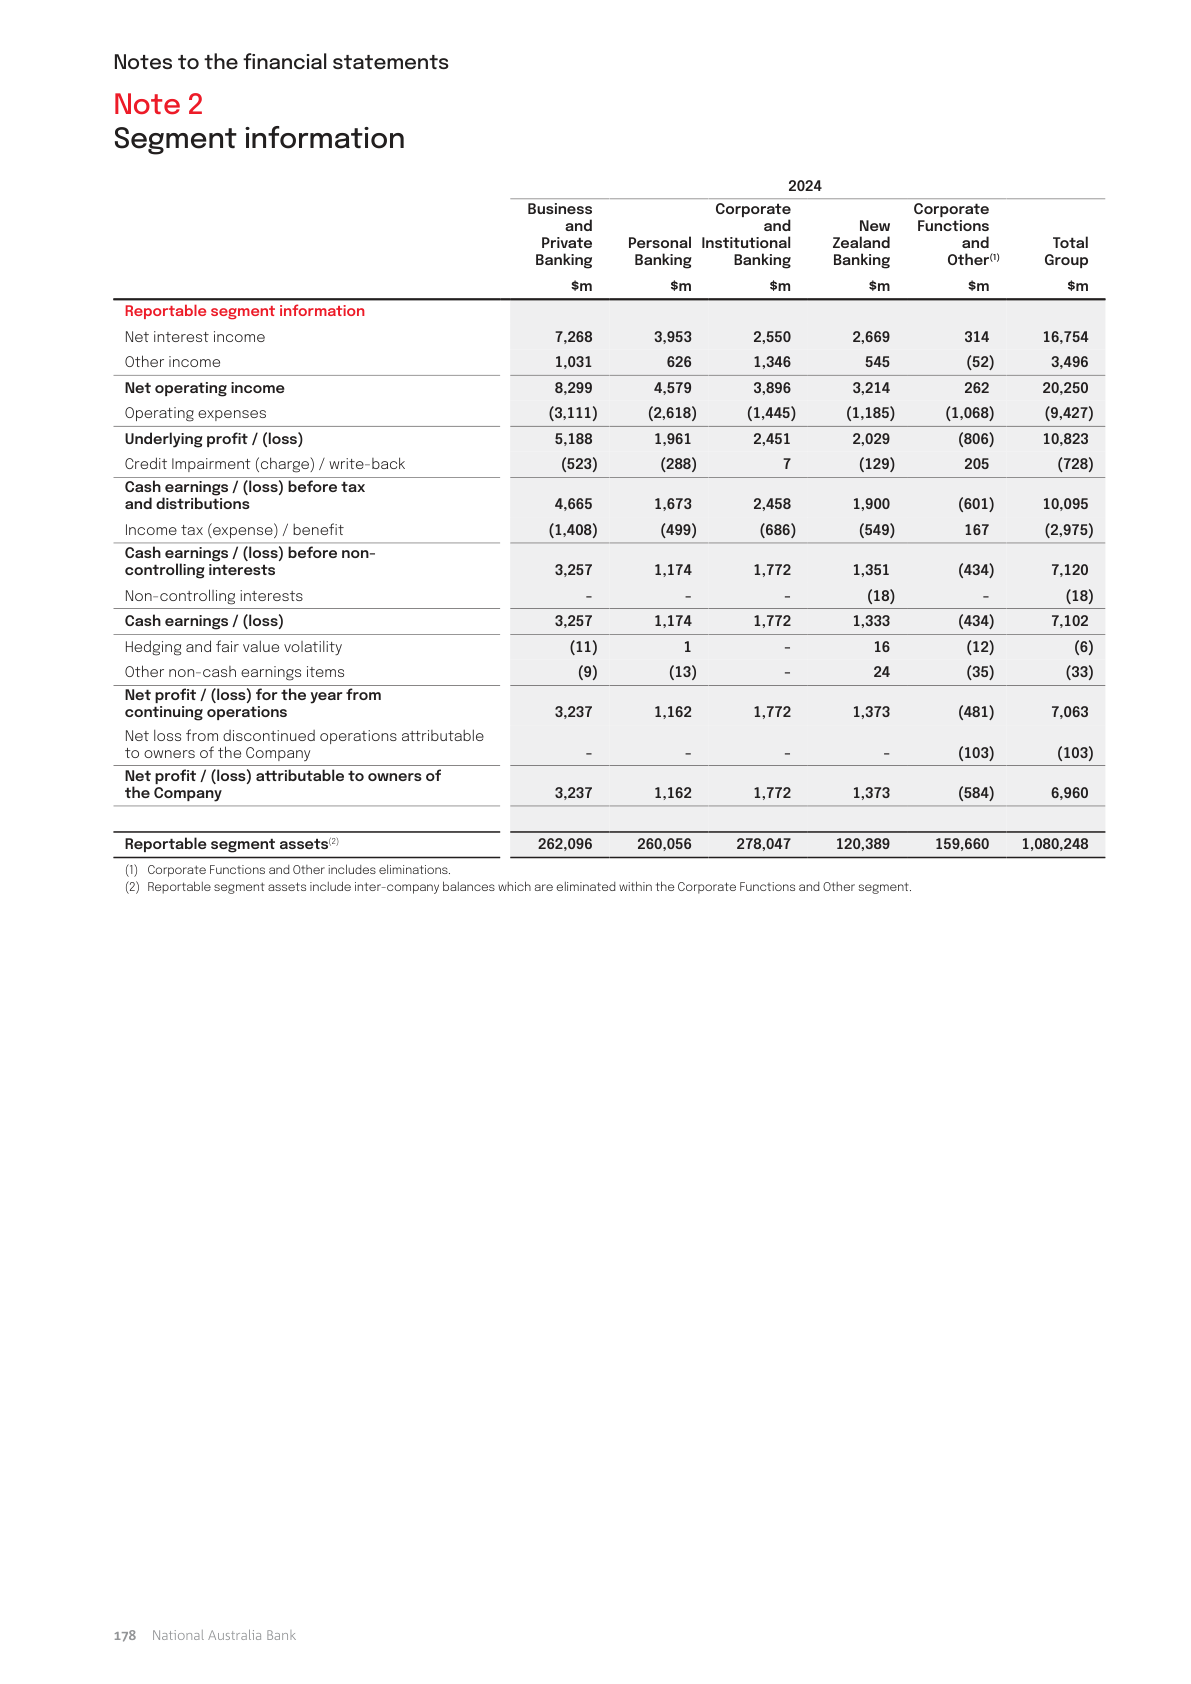 Notes to the financial statements
Note 2
Segment information
2024
Business and Private Banking Personal Banking Corporate and Institutional Banking New Zealand Banking Corporate Functions and Other(1) Total Group
$m $m $m $m $m $m
Reportable segment information
Net interest income 7,268 3,953 2,550 2,669 314 16,754
Other income 1,031 626 1,346 545 (52) 3,496
Net operating income 8,299 4,579 3,896 3,214 262 20,250
Operating expenses (3,111) (2,618) (1,445) (1,185) (1,068) (9,427)
Underlying profit / (loss) 5,188 1,961 2,451 2,029 (806) 10,823
Credit Impairment (charge) / write-back (523) (288) 7 (129) 205 (728)
Cash earnings / (loss) before tax
and distributions 4,665 1,673 2,458 1,900 (601) 10,095
Income tax (expense) / benefit (1,408) (499) (686) (549) 167 (2,975)
Cash earnings / (loss) before non-
controlling interests 3,257 1,174 1,772 1,351 (434) 7,120
Non-controlling interests - - - (18) - (18)
Cash earnings / (loss) 3,257 1,174 1,772 1,333 (434) 7,102
Hedging and fair value volatility (11) 1 - 16 (12) (6)
Other non-cash earnings items (9) (13) - 24 (35) (33)
Net profit / (loss) for the year from
continuing operations 3,237 1,162 1,772 1,373 (481) 7,063
Net loss from discontinued operations attributable
to owners of the Company - - - - (103) (103)
Net profit / (loss) attributable to owners of
the Company 3,237 1,162 1,772 1,373 (584) 6,960
Reportable segment assets(2) 262,096 260,056 278,047 120,389 159,660 1,080,248
(1) Corporate Functions and Other includes eliminations.
(2) Reportable segment assets include inter-company balances which are eliminated within the Corporate Functions and Other segment.
178 National Australia Bank